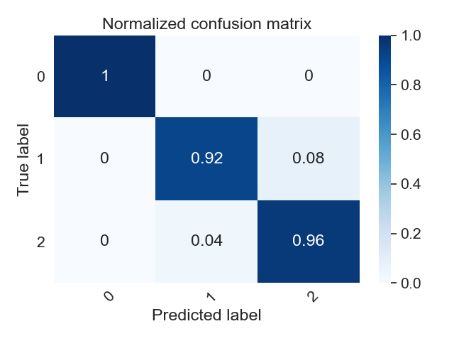 Normalized confusion matrix
True label
0 1 0 0
1 0 0.92 0.08
2 0 0.04 0.96
0 1 2
Predicted label
1.0
0.8
0.6
0.4
0.2
0.0